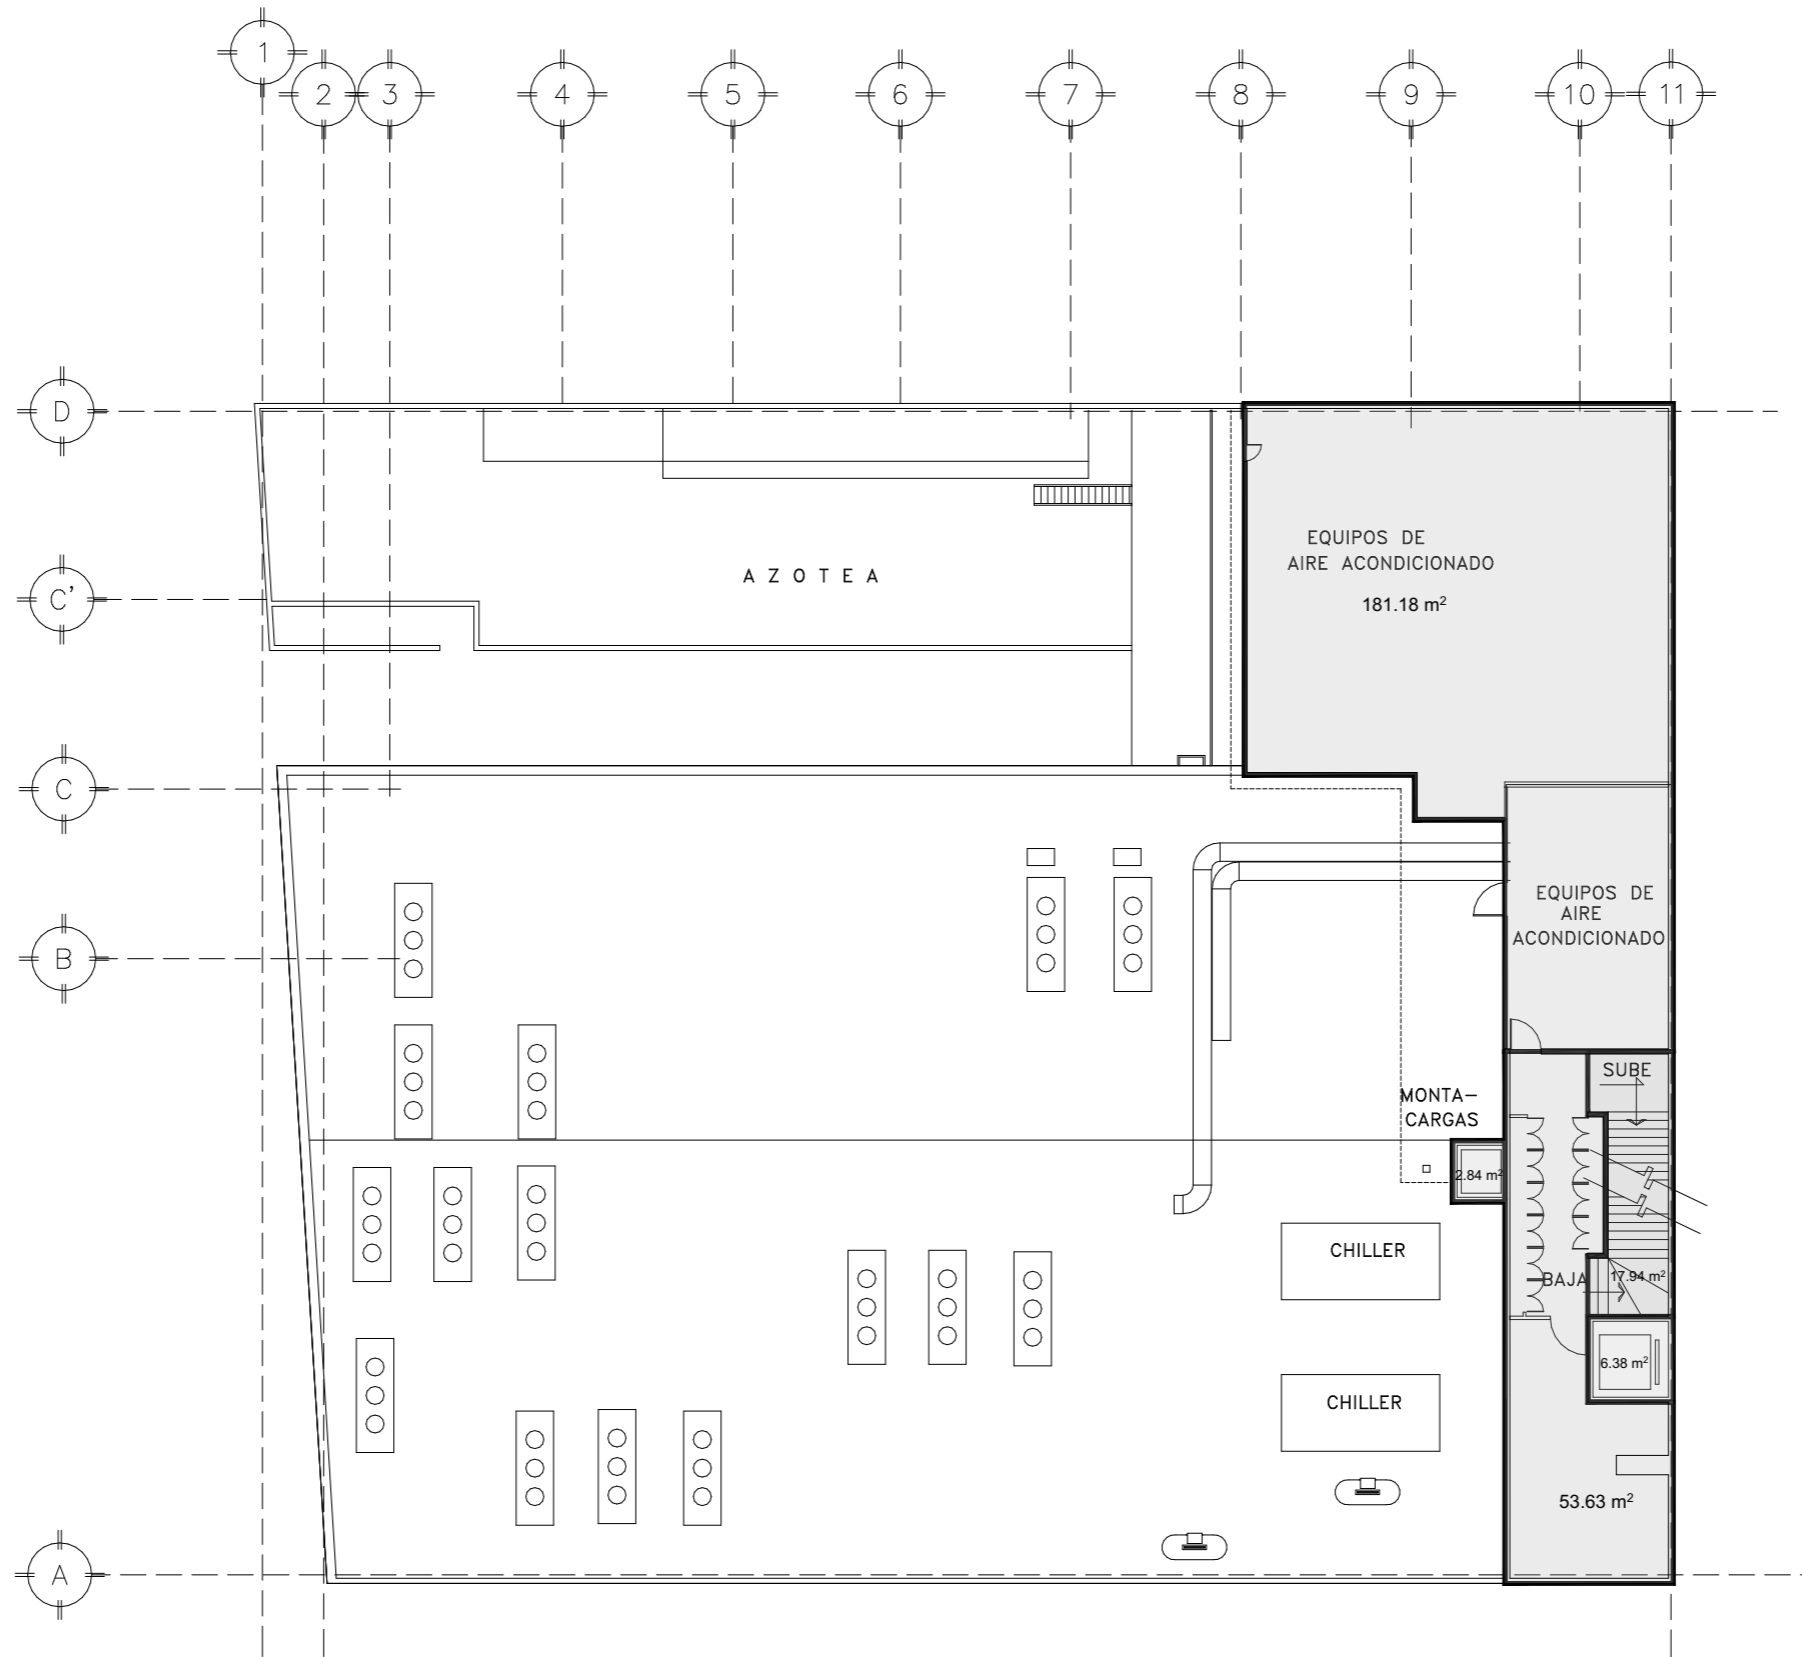 1
2
3
4
5
6
7
8
9
10
11
D
C'
C
B
A
AZOTEA
EQUIPOS DE
AIRE ACONDICIONADO
181.18 m²
EQUIPOS DE
AIRE
ACONDICIONADO
SUBE
MONTA-
CARGAS
2.84 m²
CHILLER
BAJA
17.94 m²
6.38 m²
CHILLER
53.63 m²